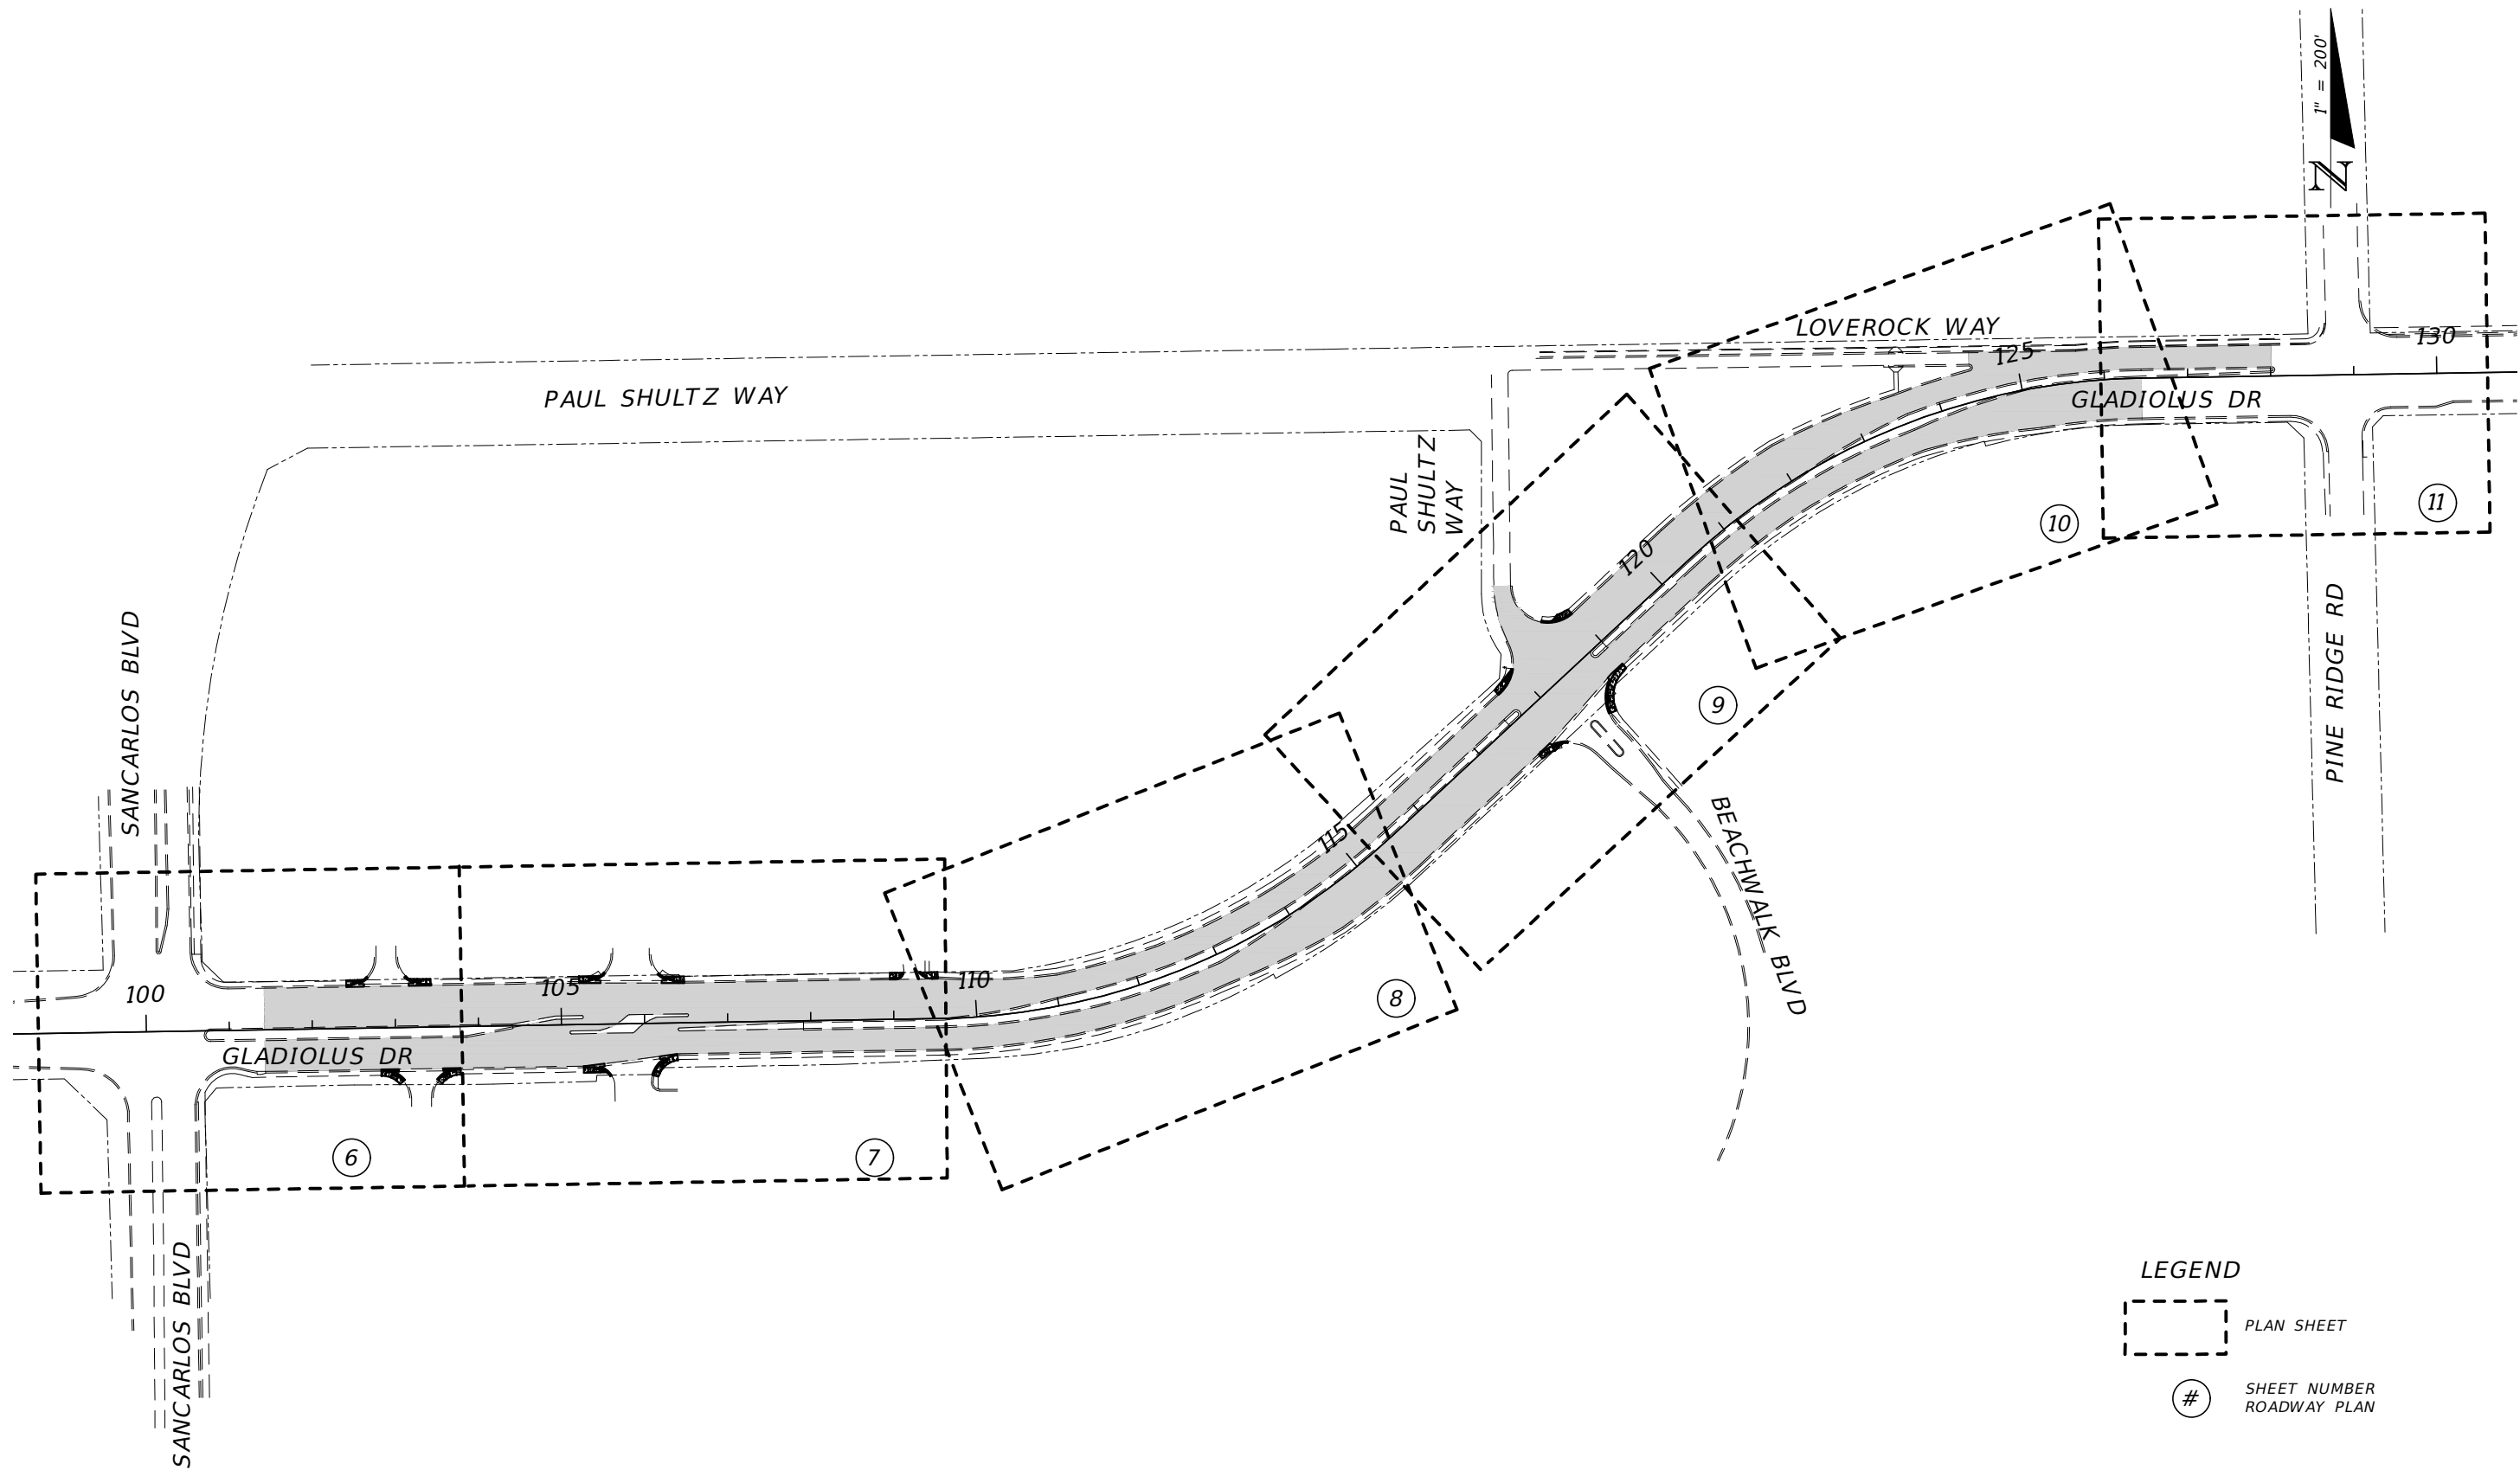 1" = 200'
N
LOVEROCK WAY
125
130
PAUL SHULTZ WAY
GLADIOLUS DR
PAUL
SHULTZ
WAY
11
10
120
SANCARLOS BLVD
PINE RIDGE RD
9
115
BEACHWALK BLVD
100
105
110
8
GLADIOLUS DR
6
7
SANCARLOS BLVD
LEGEND
PLAN SHEET
#
SHEET NUMBER
ROADWAY PLAN